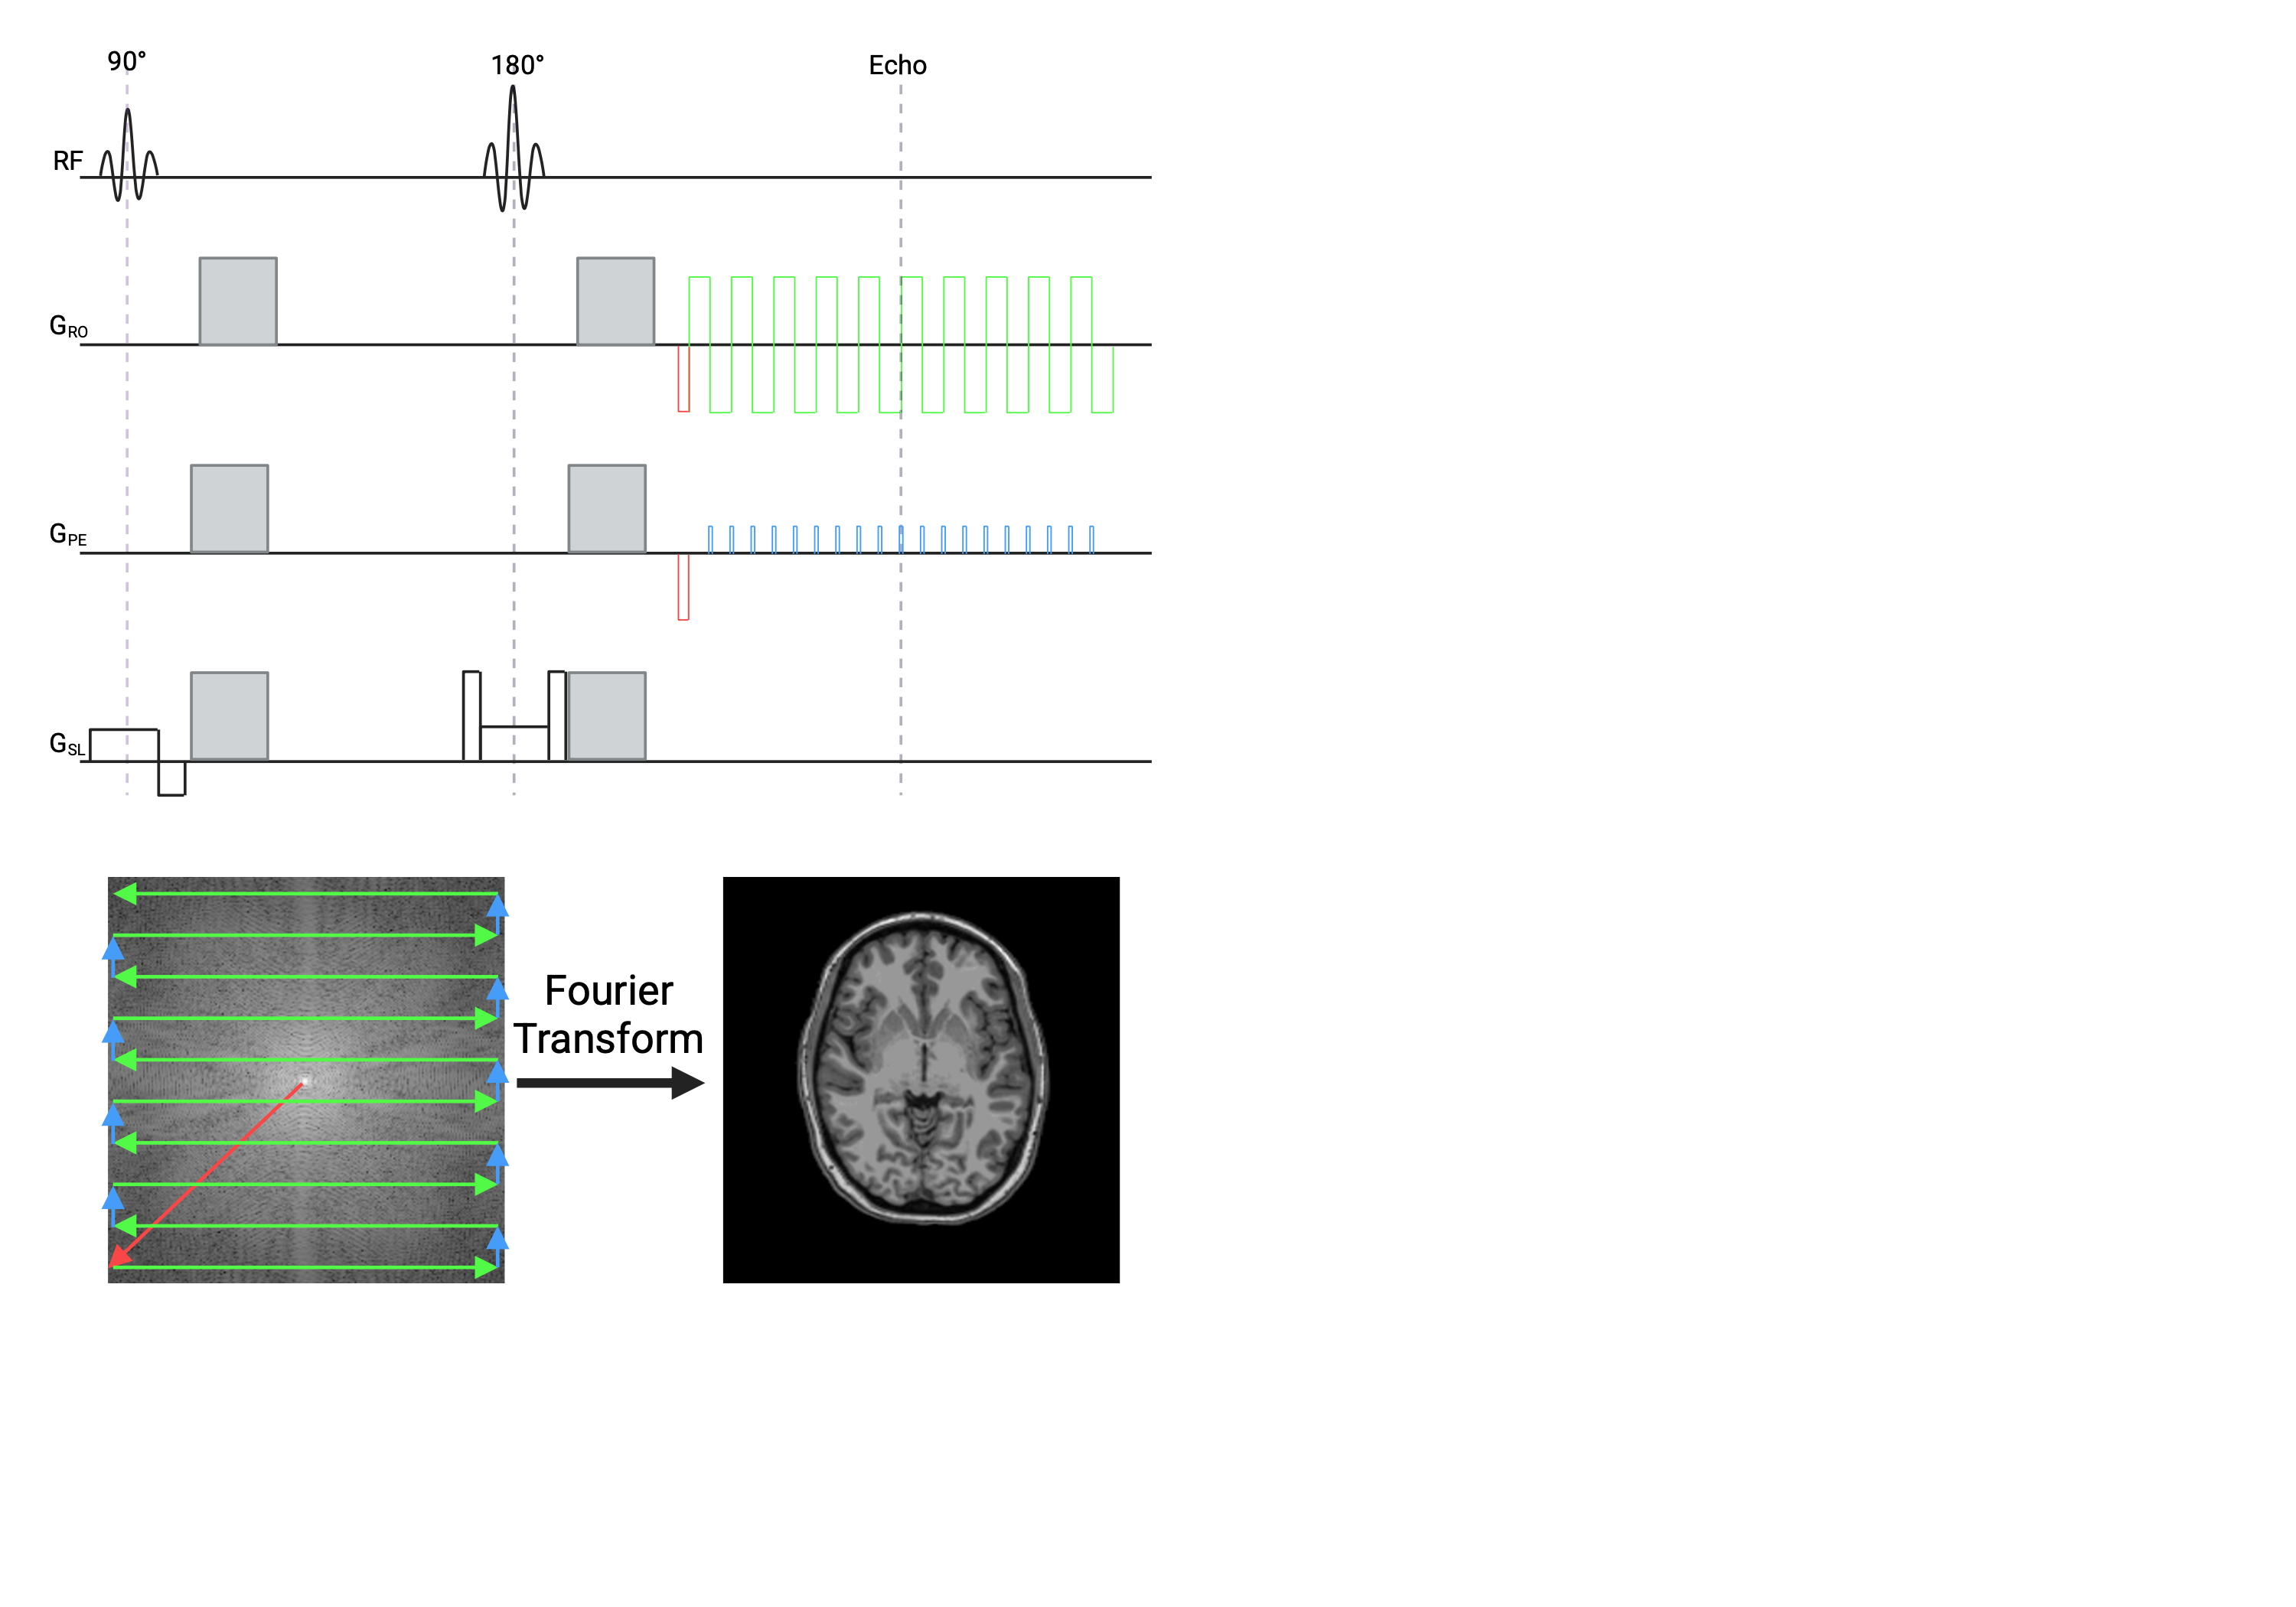 90°
180°
Echo
RF
GRO
GPE
GSL
Fourier
Transform